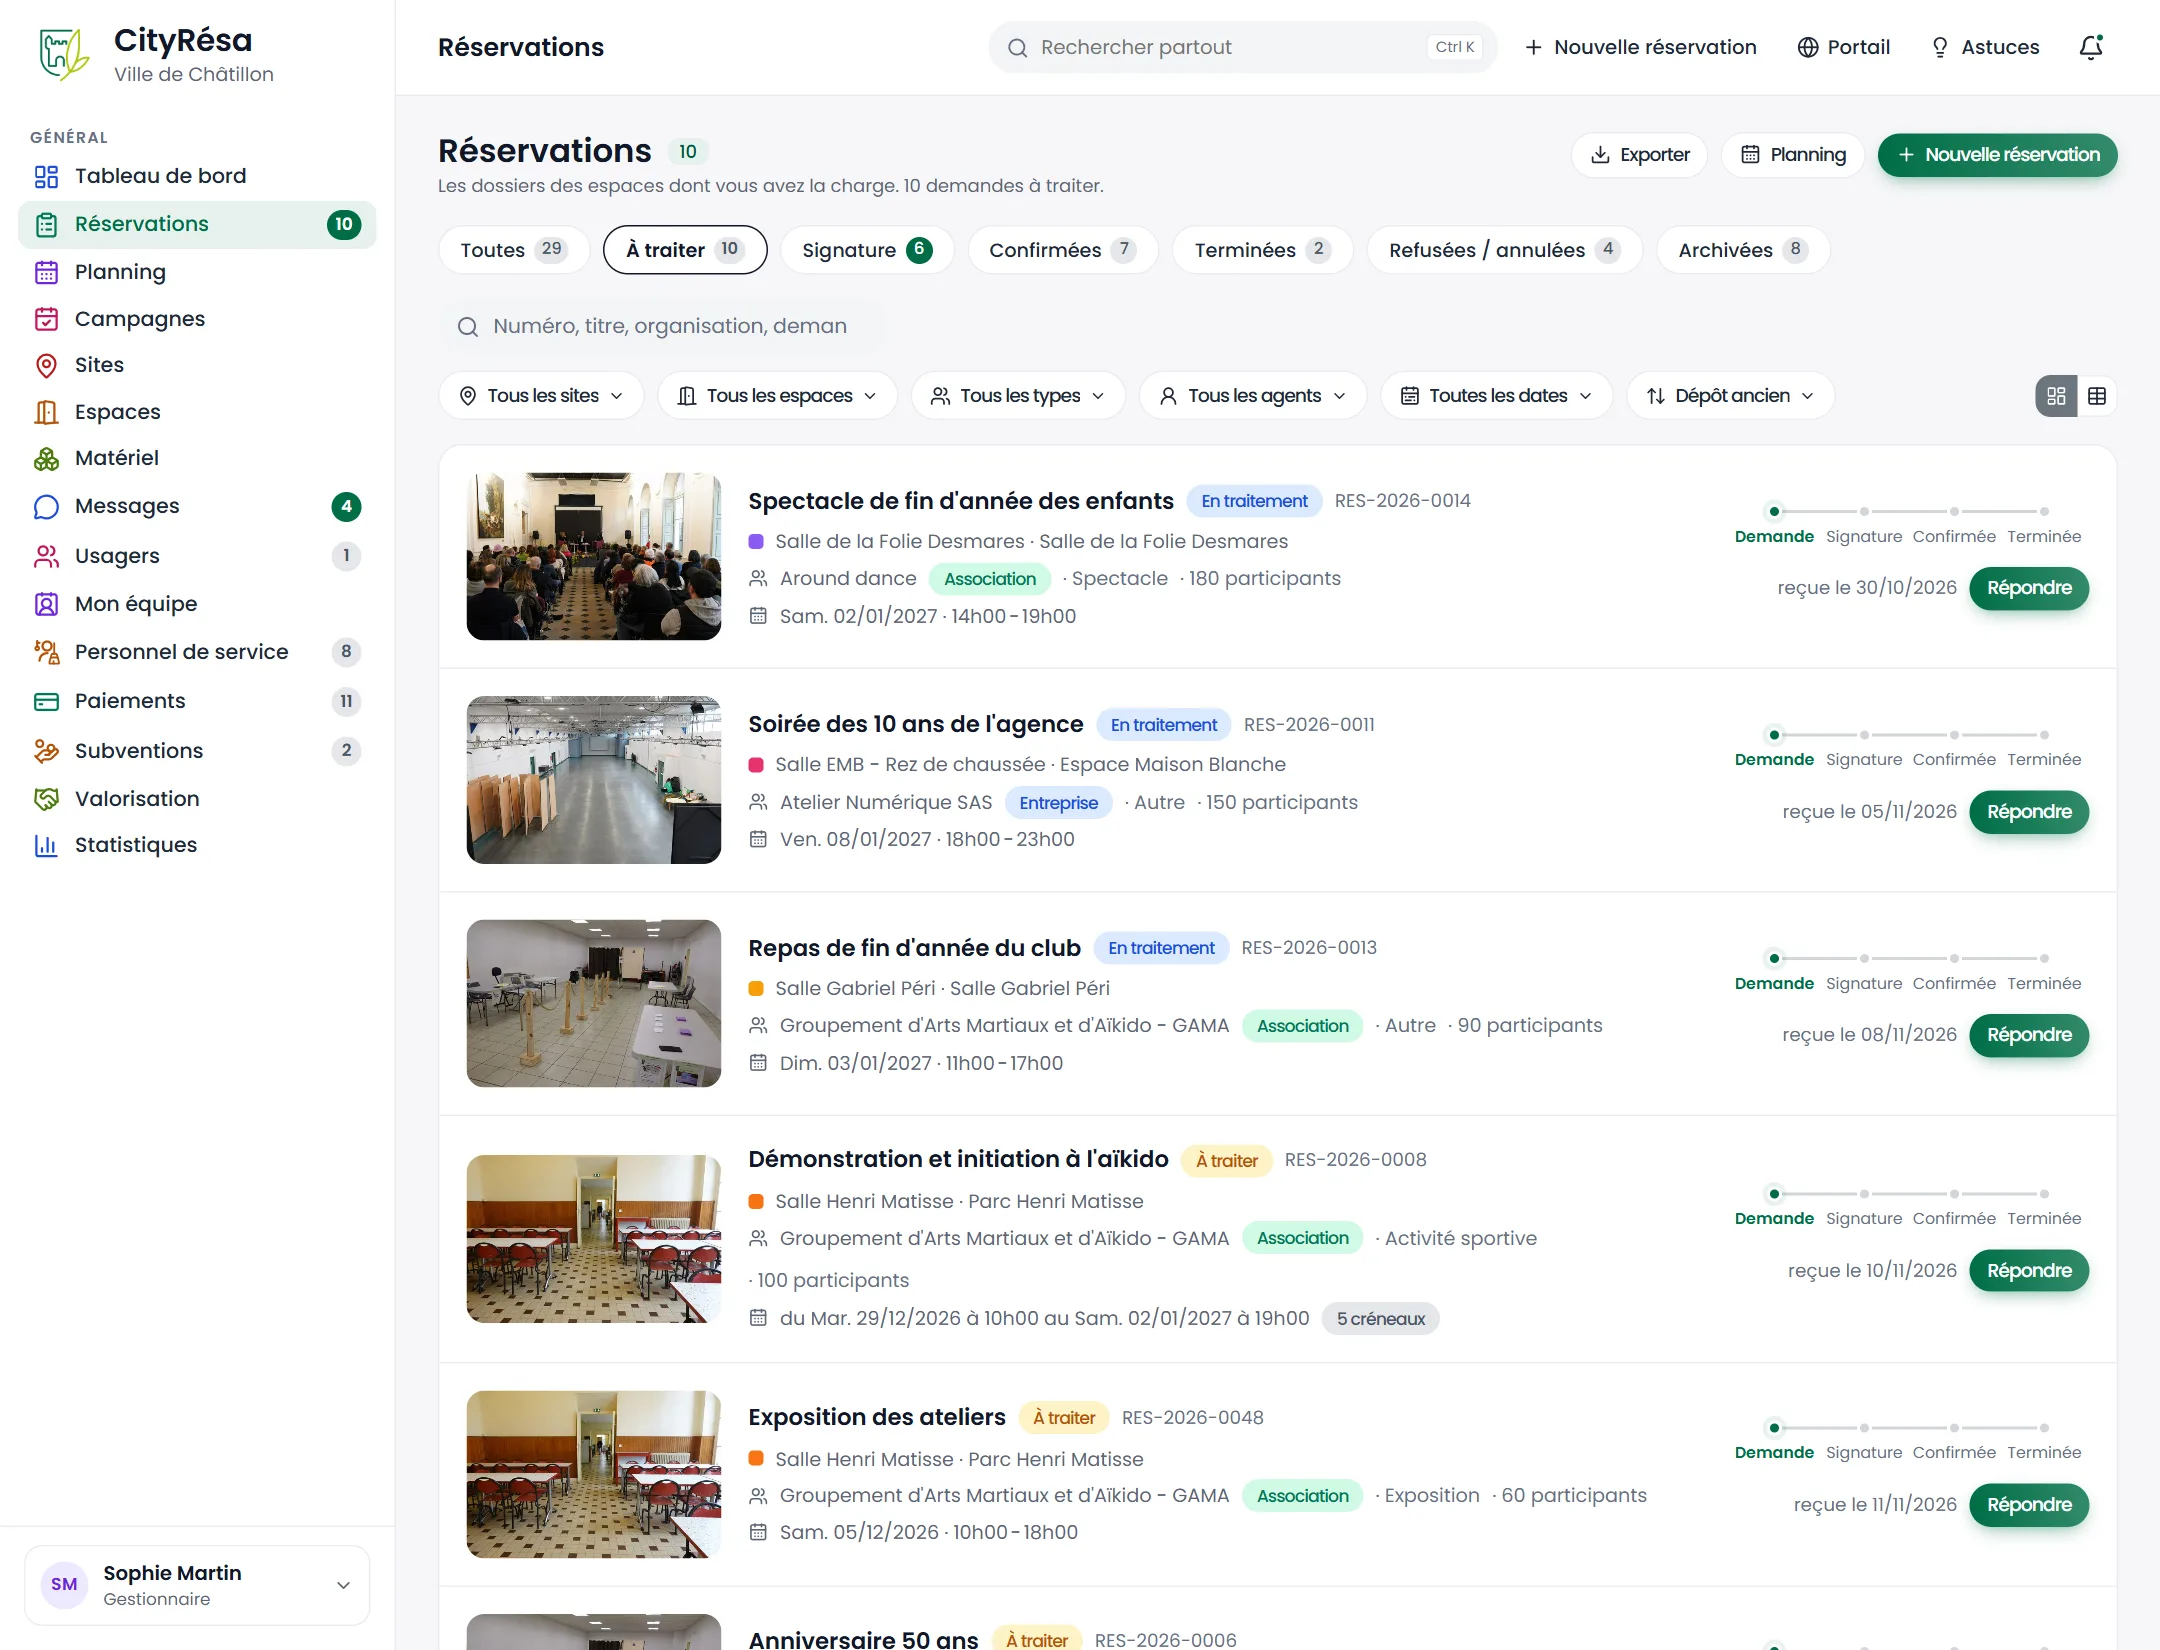 CityRésa
Ville de Châtillon
GÉNÉRAL
Tableau de bord
Réservations 10
Planning
Campagnes
Sites
Espaces
Matériel
Messages 4
Usagers 1
Mon équipe
Personnel de service 8
Paiements 11
Subventions 2
Valorisation
Statistiques
SM
Sophie Martin
Gestionnaire
Réservations
Rechercher partout Ctrl K
Nouvelle réservation
Portail
Astuces
Réservations 10
Les dossiers des espaces dont vous avez la charge. 10 demandes à traiter.
Exporter
Planning
Nouvelle réservation
Toutes 29
À traiter 10
Signature 6
Confirmées 7
Terminées 2
Refusées / annulées 4
Archivées 8
Numéro, titre, organisation, deman
Tous les sites
Tous les espaces
Tous les types
Tous les agents
Toutes les dates
Dépôt ancien
Spectacle de fin d'année des enfants En traitement RES-2026-0014
Salle de la Folie Desmares · Salle de la Folie Desmares
Around dance Association · Spectacle · 180 participants
Sam. 02/01/2027 · 14h00 - 19h00
Demande Signature Confirmée Terminée
reçue le 30/10/2026 Répondre
Soirée des 10 ans de l'agence En traitement RES-2026-0011
Salle EMB - Rez de chaussée · Espace Maison Blanche
Atelier Numérique SAS Entreprise · Autre · 150 participants
Ven. 08/01/2027 · 18h00 - 23h00
Demande Signature Confirmée Terminée
reçue le 05/11/2026 Répondre
Repas de fin d'année du club En traitement RES-2026-0013
Salle Gabriel Péri · Salle Gabriel Péri
Groupement d'Arts Martiaux et d'Aïkido - GAMA Association · Autre · 90 participants
Dim. 03/01/2027 · 11h00 - 17h00
Demande Signature Confirmée Terminée
reçue le 08/11/2026 Répondre
Démonstration et initiation à l'aïkido À traiter RES-2026-0008
Salle Henri Matisse · Parc Henri Matisse
Groupement d'Arts Martiaux et d'Aïkido - GAMA Association · Activité sportive
· 100 participants
du Mar. 29/12/2026 à 10h00 au Sam. 02/01/2027 à 19h00 5 créneaux
Demande Signature Confirmée Terminée
reçue le 10/11/2026 Répondre
Exposition des ateliers À traiter RES-2026-0048
Salle Henri Matisse · Parc Henri Matisse
Groupement d'Arts Martiaux et d'Aïkido - GAMA Association · Exposition · 60 participants
Sam. 05/12/2026 · 10h00 - 18h00
Demande Signature Confirmée Terminée
reçue le 11/11/2026 Répondre
Anniversaire 50 ans À traiter RES-2026-0006